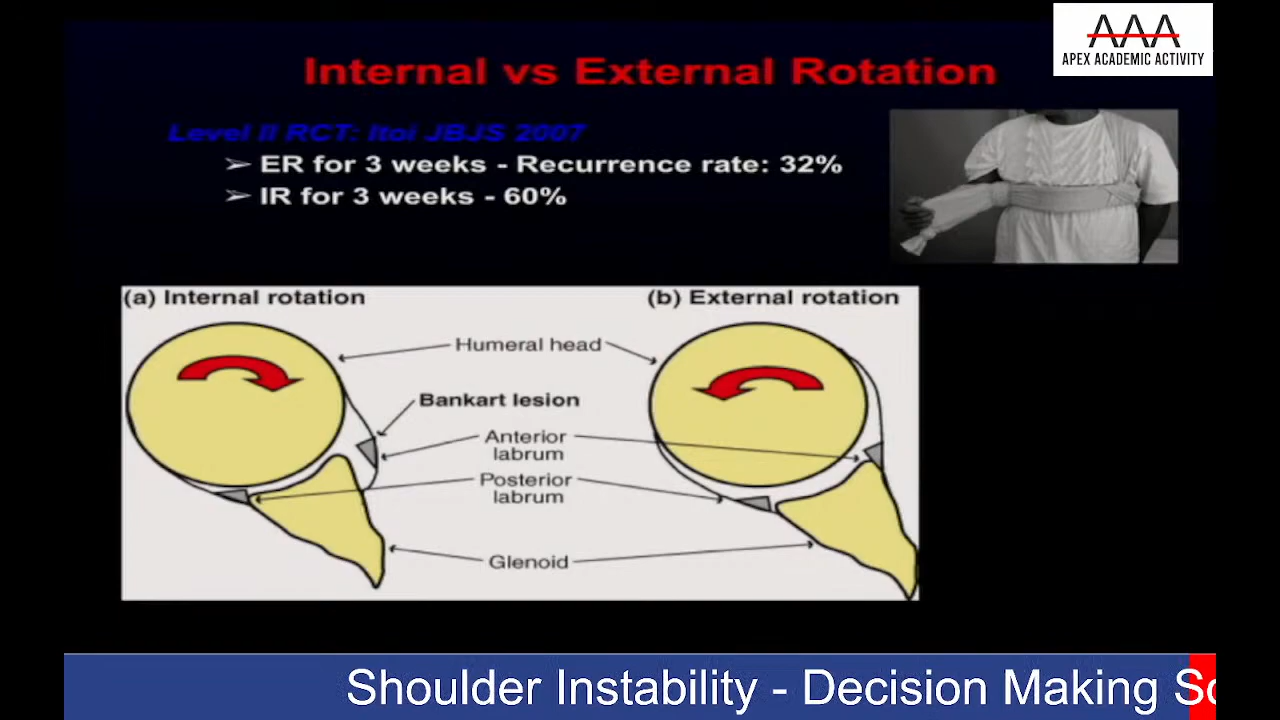 AAA
APEX ACADEMIC ACTIVITY
Internal vs External Rotation
Level II RCT: Itoi JBJS 2007
➢ ER for 3 weeks - Recurrence rate: 32%
➢ IR for 3 weeks - 60%
(a) Internal rotation
(b) External rotation
Humeral head
Bankart lesion
Anterior
labrum
Posterior
labrum
Glenoid
Shoulder Instability - Decision Making